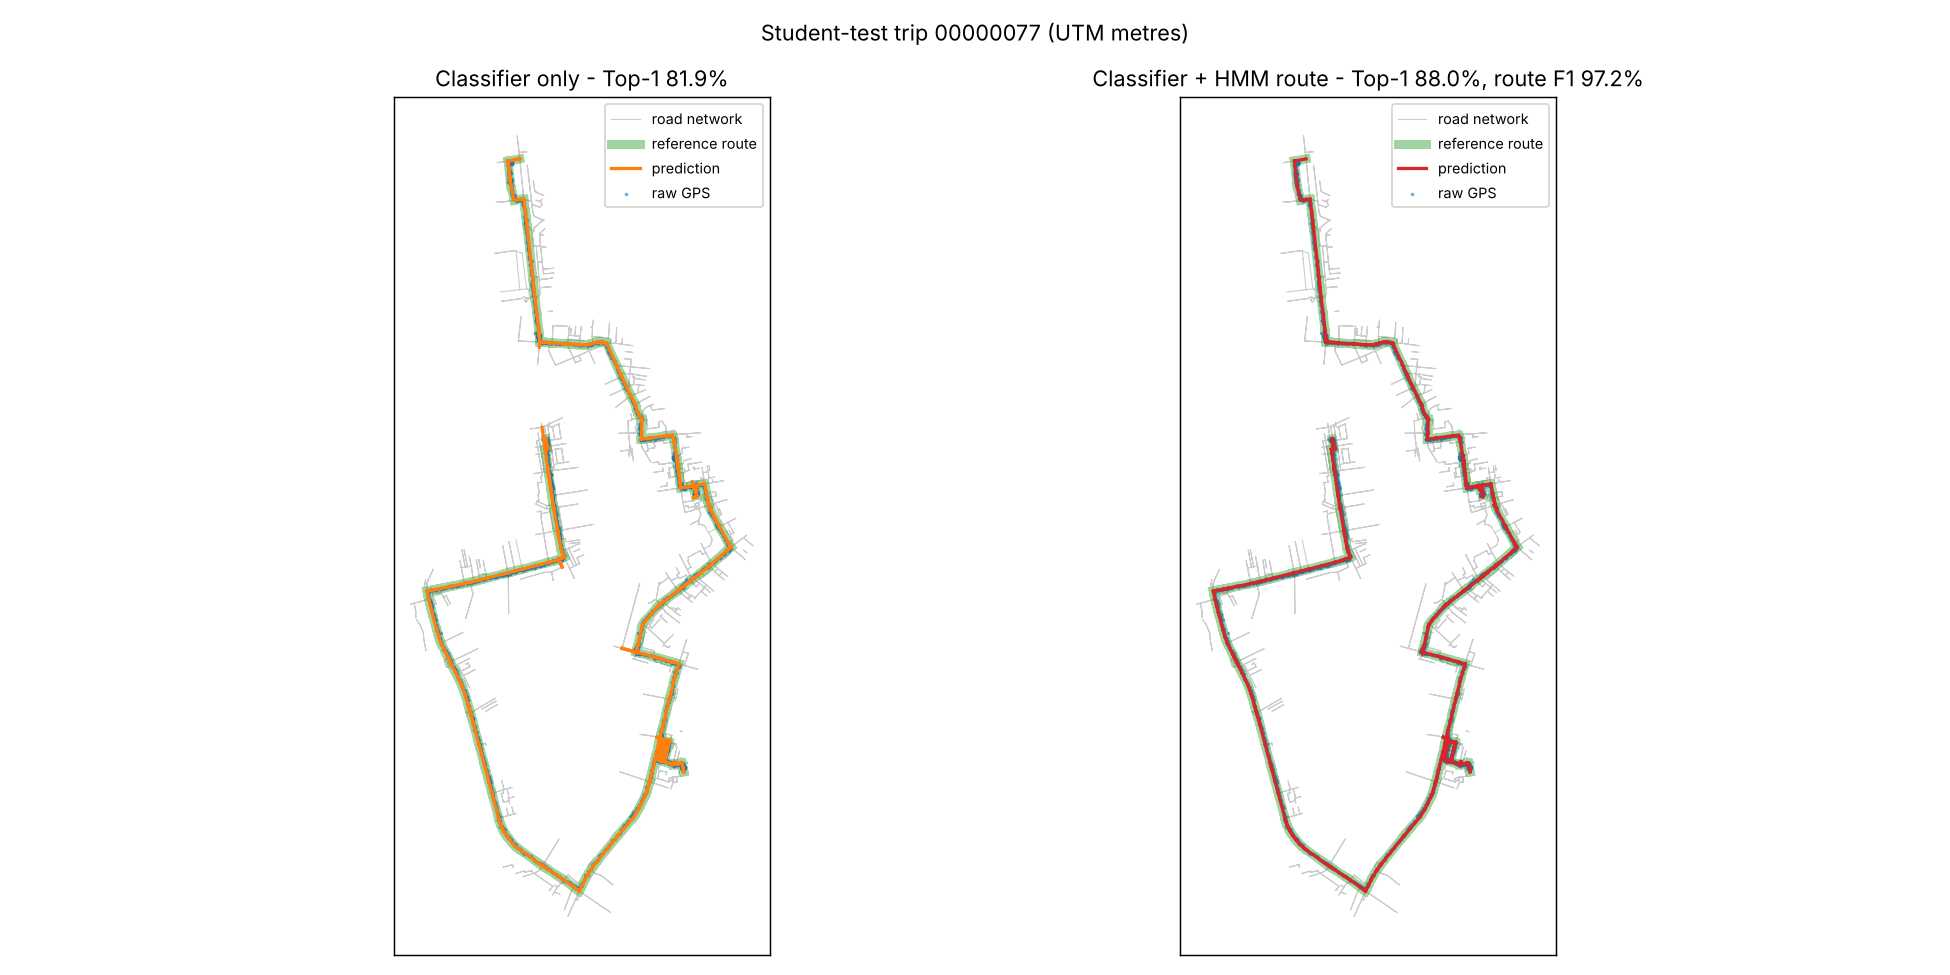 Student-test trip 00000077 (UTM metres)
Classifier only - Top-1 81.9%
road network
reference route
prediction
raw GPS
Classifier + HMM route - Top-1 88.0%, route F1 97.2%
road network
reference route
prediction
raw GPS